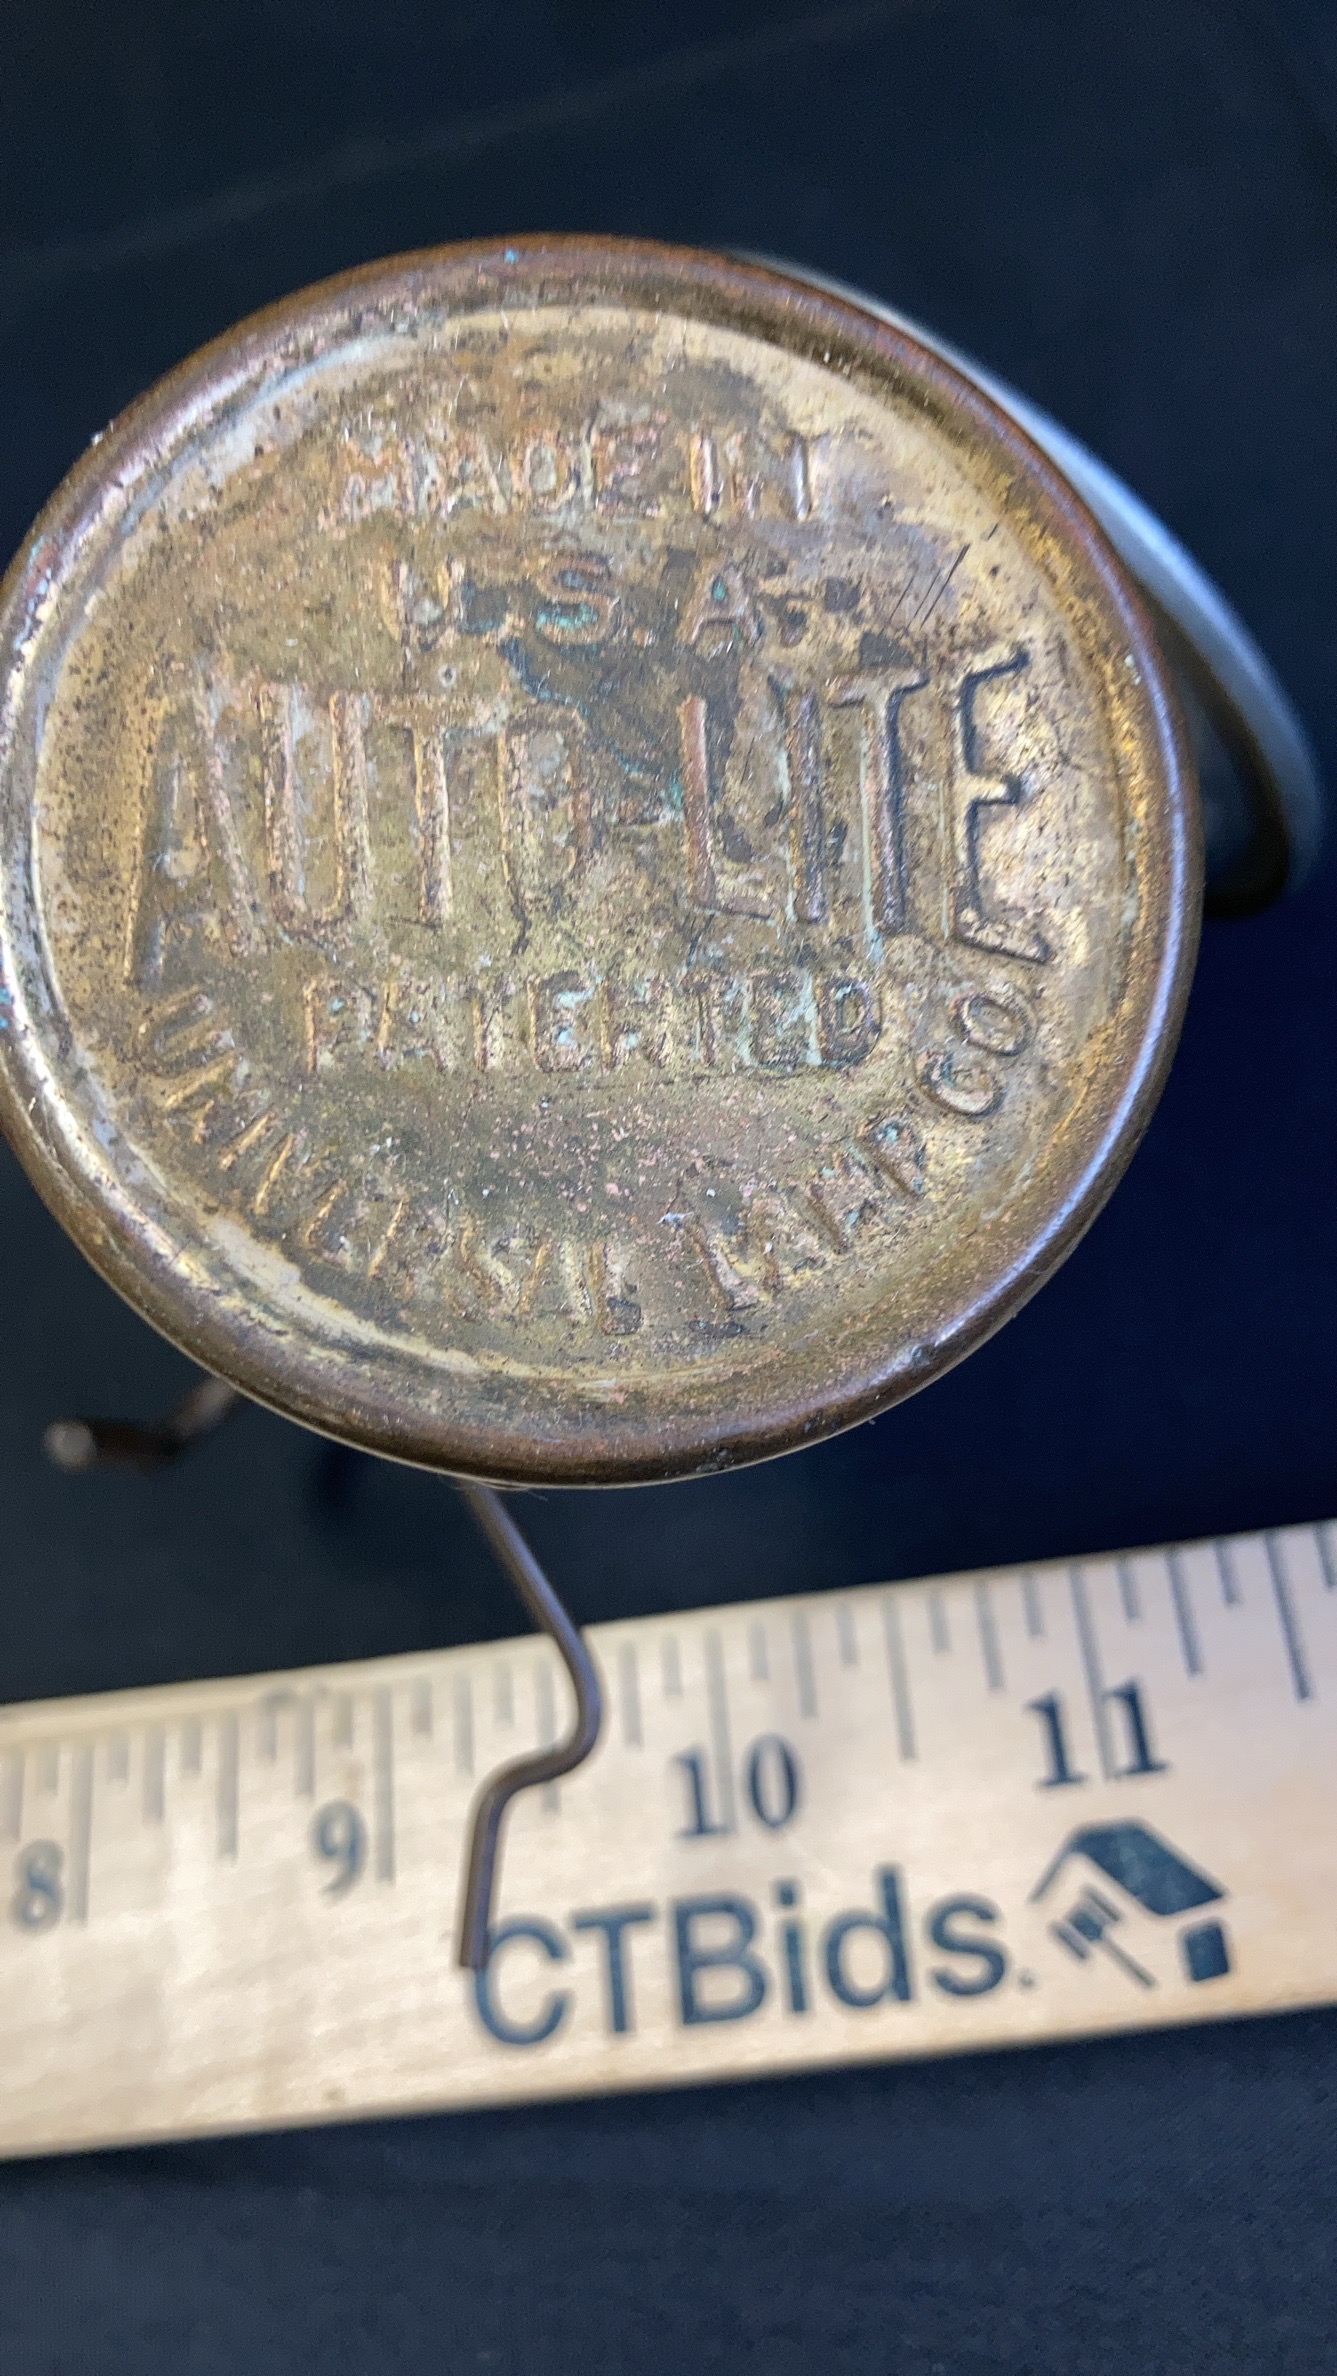 MADE IN
U.S.A.
AUTO-LITE
PATENTED
UNIVERSAL LAMP CO.
8 9 10 11
CTBids.